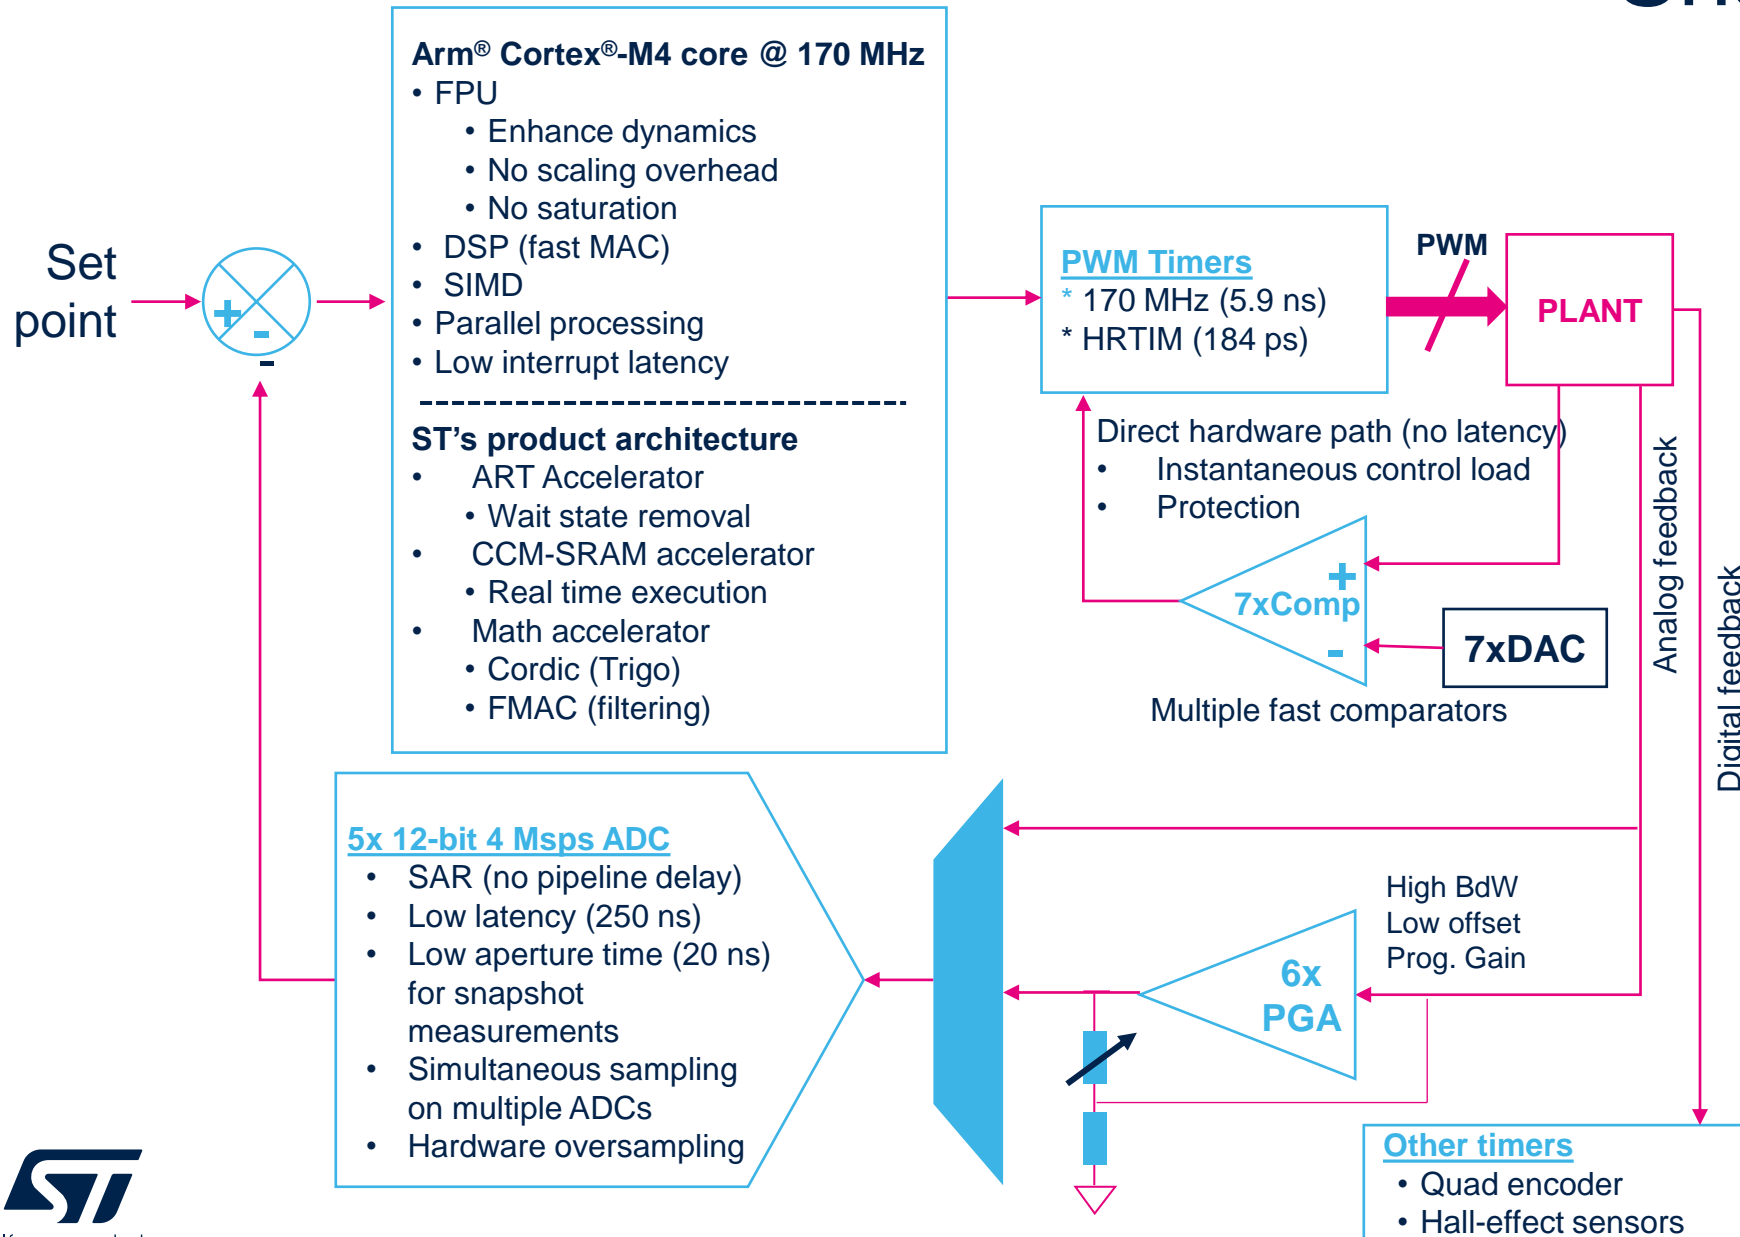 Arm® Cortex®-M4 core @ 170 MHz
• FPU
• Enhance dynamics
• No scaling overhead
• No saturation
• DSP (fast MAC)
• SIMD
• Parallel processing
• Low interrupt latency
ST’s product architecture
• ART Accelerator
• Wait state removal
• CCM-SRAM accelerator
• Real time execution
• Math accelerator
• Cordic (Trigo)
• FMAC (filtering)
Set
point
+
-
-
PWM Timers
* 170 MHz (5.9 ns)
* HRTIM (184 ps)
PWM
PLANT
Direct hardware path (no latency)
• Instantaneous control load
• Protection
+
7xComp
-
7xDAC
Multiple fast comparators
Analog feedback
Digital feedback
5x 12-bit 4 Msps ADC
• SAR (no pipeline delay)
• Low latency (250 ns)
• Low aperture time (20 ns)
for snapshot
measurements
• Simultaneous sampling
on multiple ADCs
• Hardware oversampling
High BdW
Low offset
Prog. Gain
6x
PGA
Other timers
• Quad encoder
• Hall-effect sensors
ST